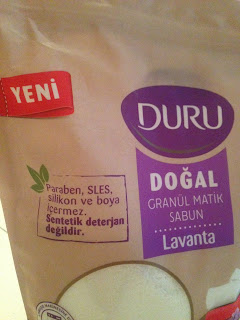 YENİ
DURU
DOĞAL
GRANÜL MATİK
SABUN
Lavanta
Paraben, SLES,
silikon ve boya
içermez.
Sentetik deterjan
değildir.